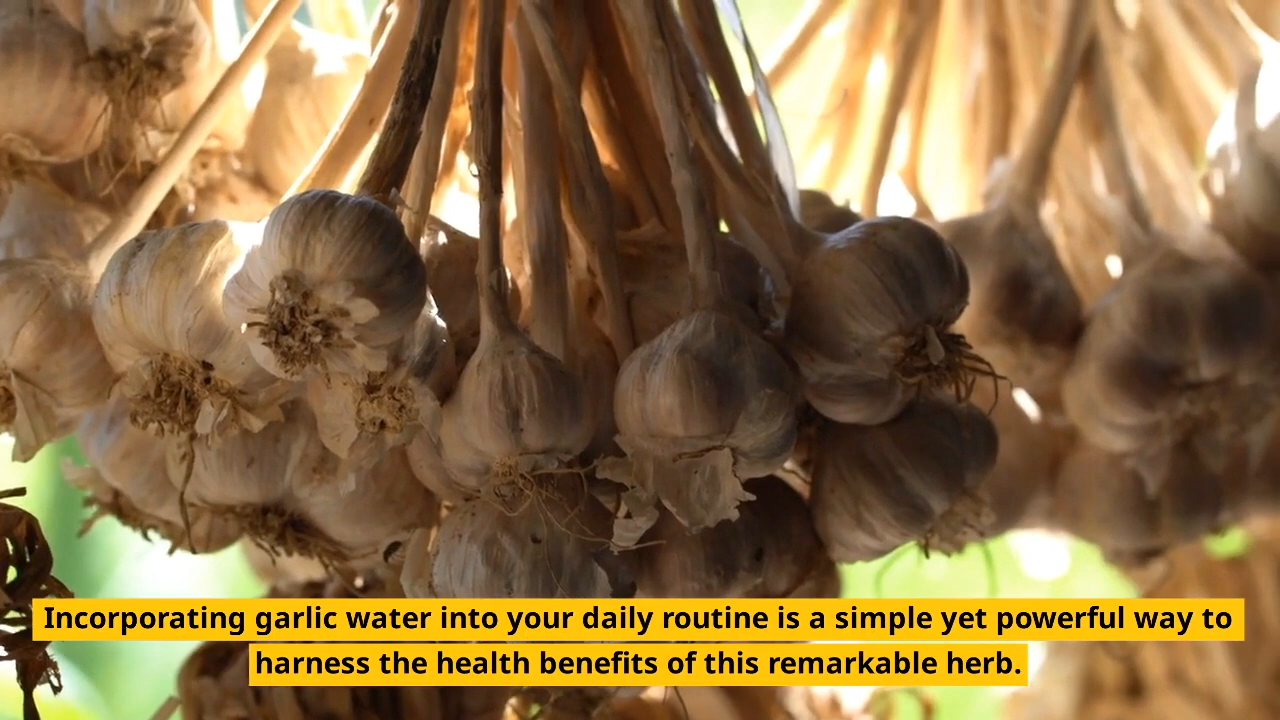 Incorporating garlic water into your daily routine is a simple yet powerful way to
harness the health benefits of this remarkable herb.